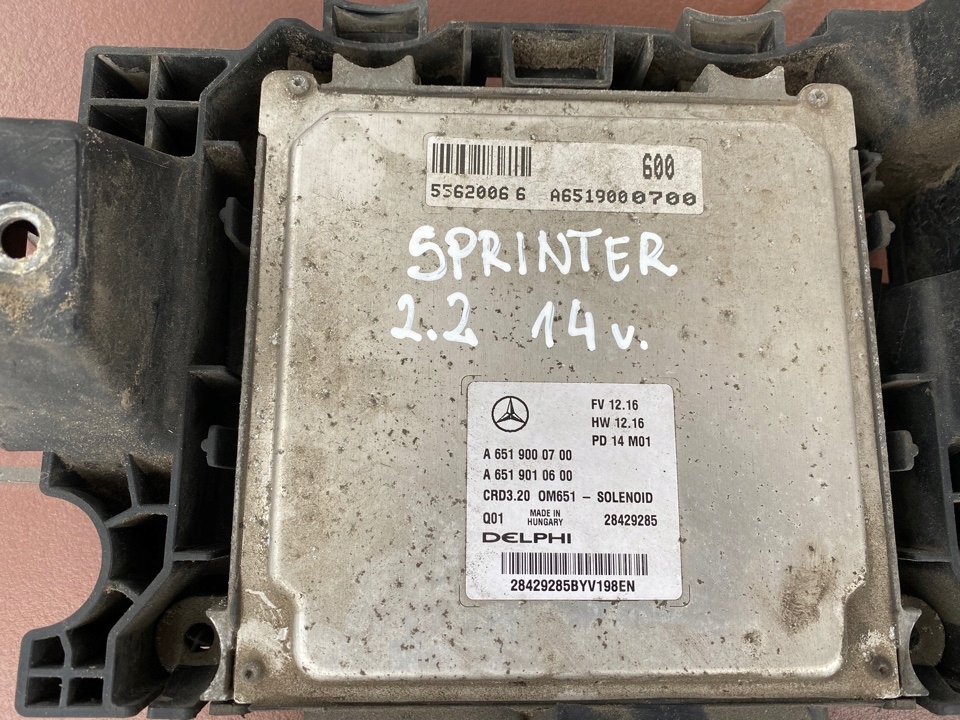 600
5562006 6 A6519000700
SPRINTER
2.2 14 v.
FV 12.16
HW 12.16
PD 14 M01
A 651 900 07 00
A 651 901 06 00
CRD3.20 OM651 - SOLENOID
Q01 MADE IN HUNGARY 28429285
DELPHI
28429285BYV198EN